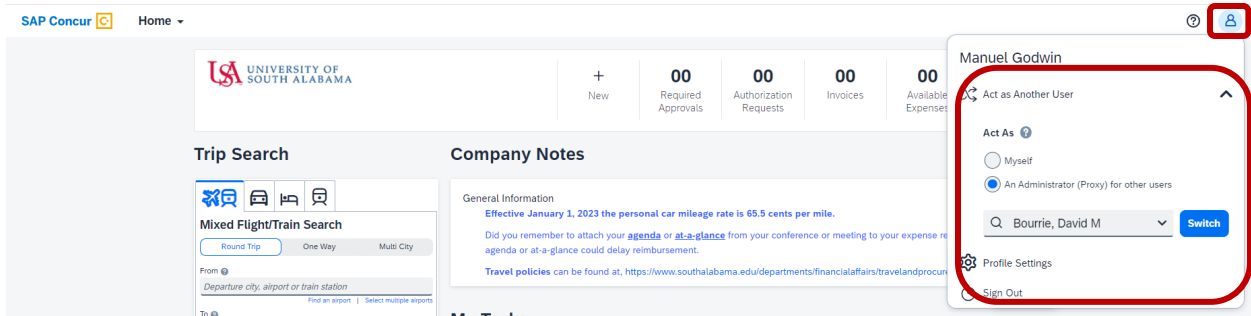 SAP Concur C Home
UNIVERSITY OF
SOUTH ALABAMA
+
New
00
Required
Approvals
00
Authorization
Requests
00
Invoices
00
Available
Expenses
Manuel Godwin
Act as Another User
Act As
Myself
An Administrator (Proxy) for other users
Bourrie, David M
Switch
Profile Settings
Sign Out
Trip Search
Mixed Flight/Train Search
Round Trip One Way Multi City
From
Departure city, airport or train station
Find an airport | Select multiple airports
To
Company Notes
General Information
Effective January 1, 2023 the personal car mileage rate is 65.5 cents per mile.
Did you remember to attach your agenda or at-a-glance from your conference or meeting to your expense re
agenda or at-a-glance could delay reimbursement.
Travel policies can be found at, https://www.southalabama.edu/departments/financialaffairs/travelandprocure